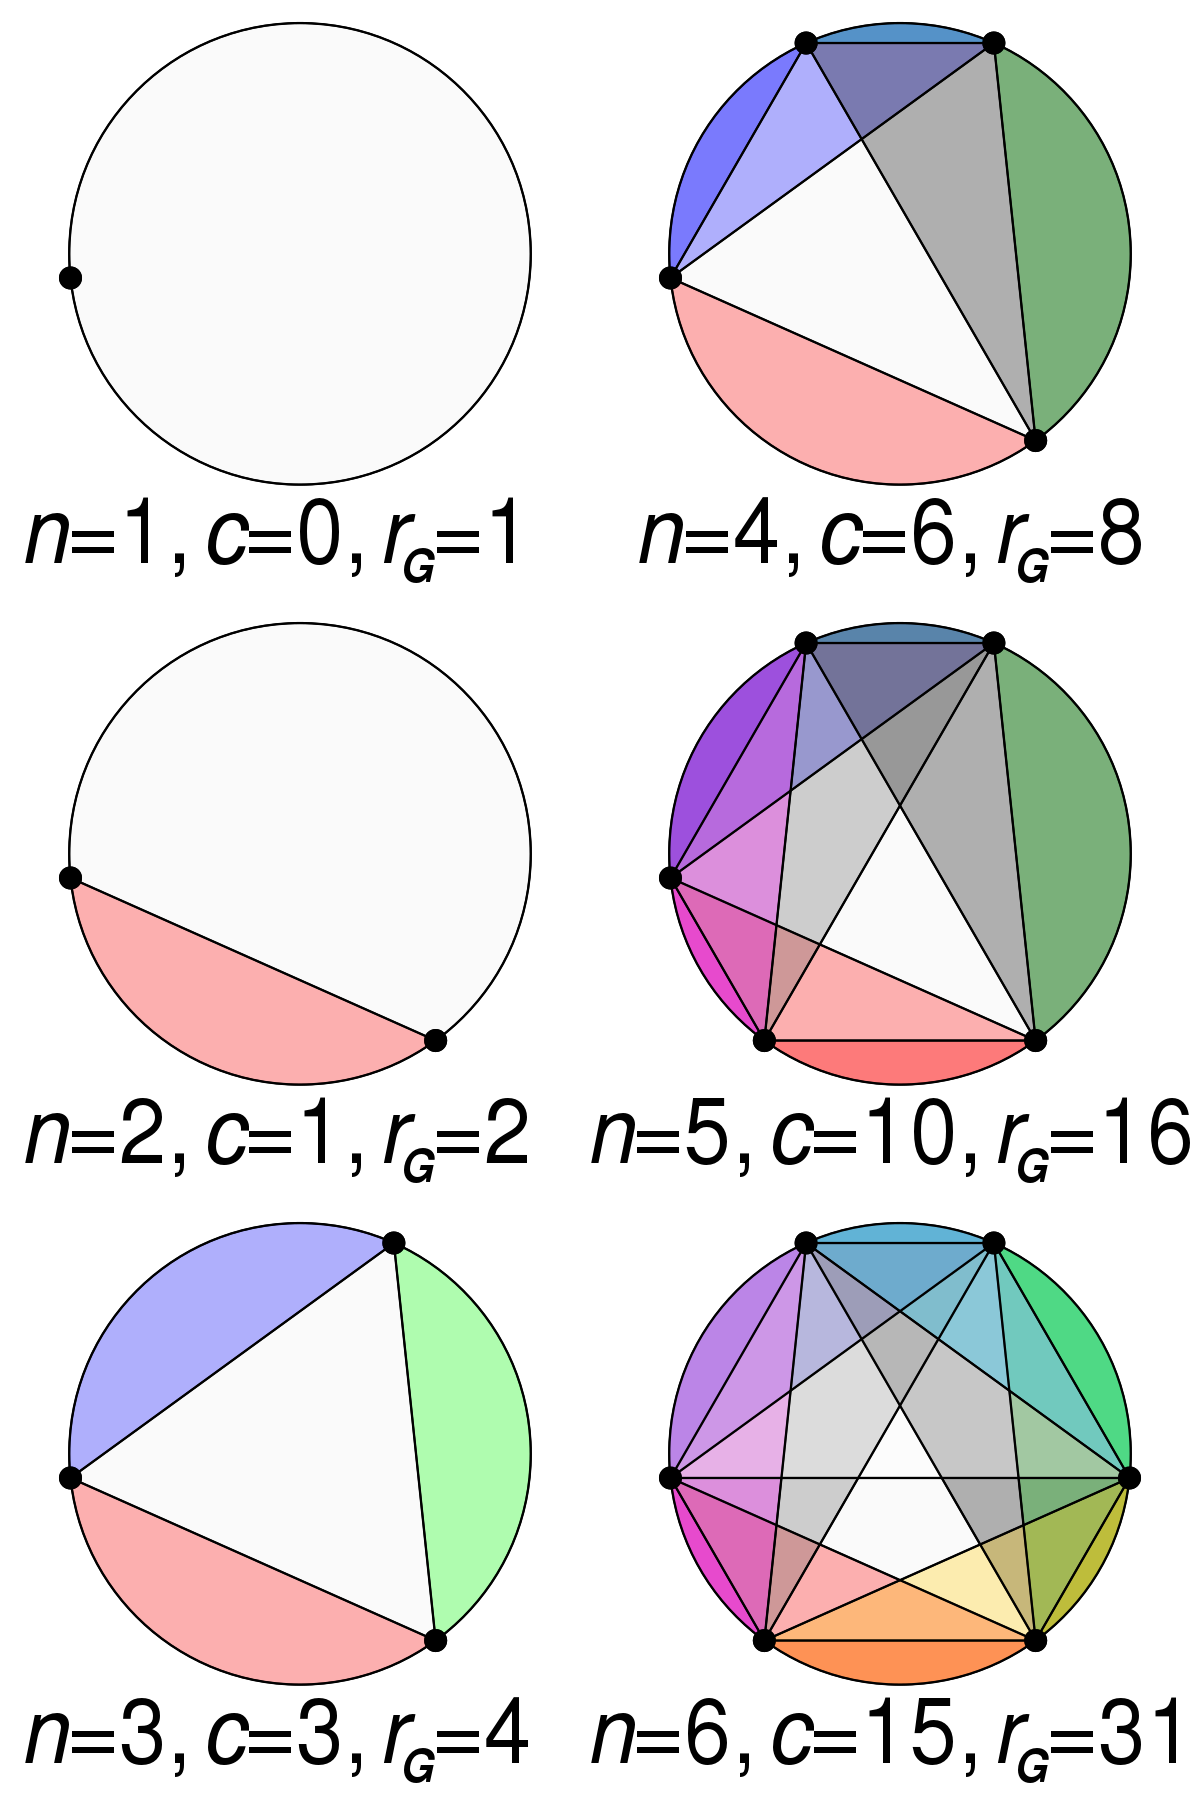 n=1, c=0, r_G=1
n=4, c=6, r_G=8
n=2, c=1, r_G=2
n=5, c=10, r_G=16
n=3, c=3, r_G=4
n=6, c=15, r_G=31